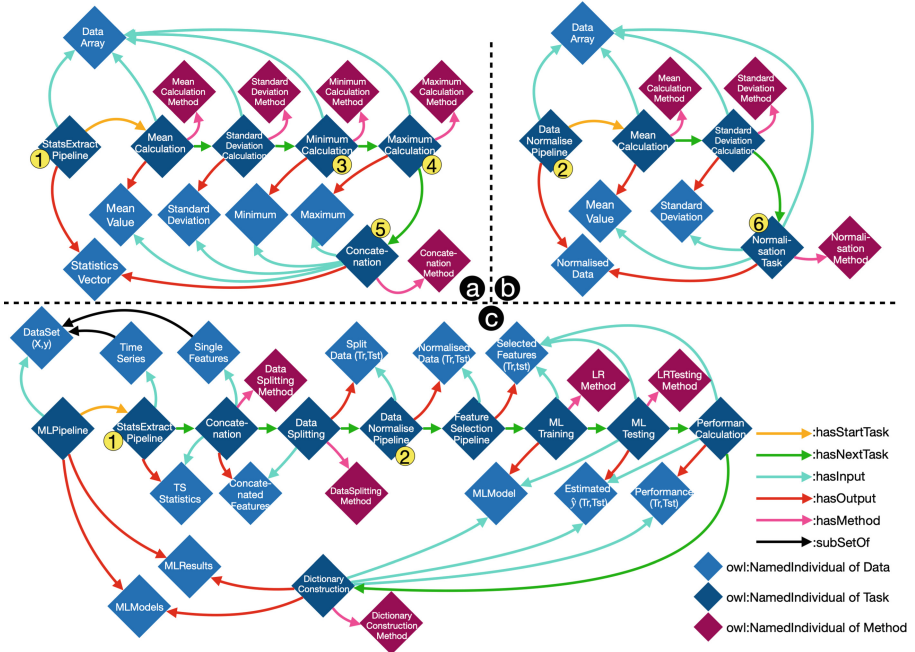 Data
Array
Mean
Calculation
Method
Standard
Deviation
Method
Minimum
Calculation
Method
Maximum
Calculation
Method
StatsExtract
Pipeline
1
Mean
Calculation
Standard
Deviation
Calculation
Minimum
Calculation
3
Maximum
Calculation
4
Mean
Value
Standard
Deviation
Minimum
Maximum
5
Concate-
nation
Statistics
Vector
Concate-
nation
Method
a
Data
Array
Mean
Calculation
Method
Standard
Deviation
Method
Data
Normalise
Pipeline
2
Mean
Calculation
Standard
Deviation
Calculation
Mean
Value
Standard
Deviation
6
Normalisation
Task
Normali-
sation
Method
Normalised
Data
b
c
DataSet
(X,y)
Time
Series
Single
Features
Data
Splitting
Method
Split
Data (Tr,Tst)
Normalised
Data (Tr,Tst)
Selected
Features
(Tr,tst)
LR
Method
LRTesting
Method
MLPipeline
StatsExtract
Pipeline
1
Concate-
nation
Data
Splitting
Data
Normalise
Pipeline
2
Feature
Selection
Pipeline
ML
Training
ML
Testing
Performan
Calculation
TS
Statistics
Concate-
nated
Features
DataSplitting
Method
MLModel
Estimated
ŷ (Tr,Tst)
Performance
(Tr,Tst)
MLResults
MLModels
Dictionary
Construction
Dictionary
Construction
Method
:hasStartTask
:hasNextTask
:hasInput
:hasOutput
:hasMethod
:subSetOf
owl:NamedIndividual of Data
owl:NamedIndividual of Task
owl:NamedIndividual of Method